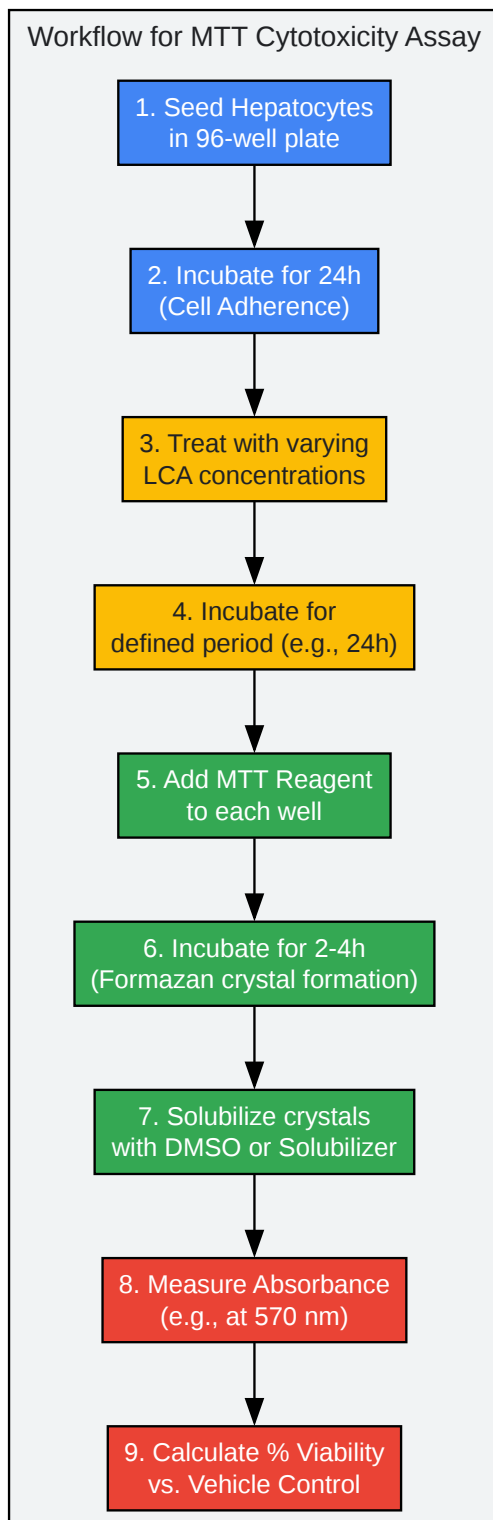 Workflow for MTT Cytotoxicity Assay
1. Seed Hepatocytes
in 96-well plate
2. Incubate for 24h
(Cell Adherence)
3. Treat with varying
LCA concentrations
4. Incubate for
defined period (e.g., 24h)
5. Add MTT Reagent
to each well
6. Incubate for 2-4h
(Formazan crystal formation)
7. Solubilize crystals
with DMSO or Solubilizer
8. Measure Absorbance
(e.g., at 570 nm)
9. Calculate % Viability
vs. Vehicle Control